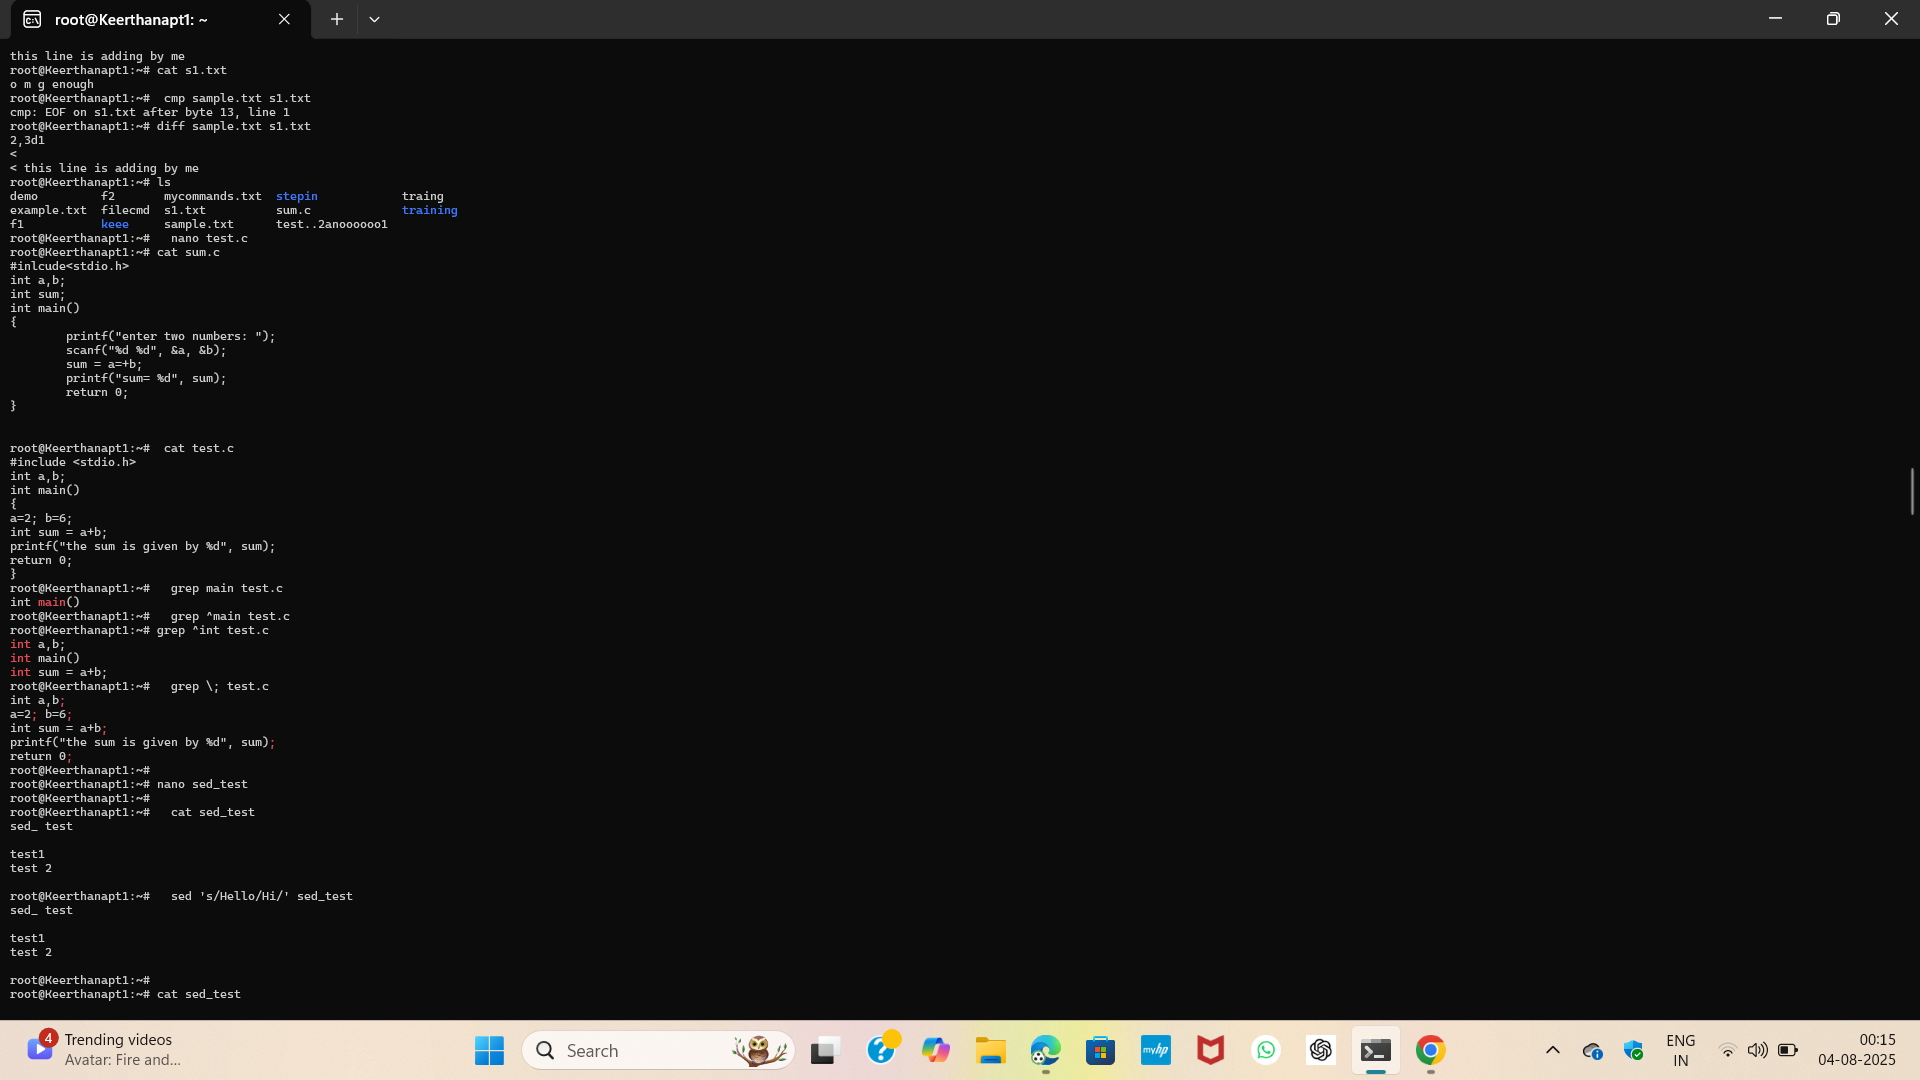 root@Keerthanapt1: ~
this line is adding by me
root@Keerthanapt1:~# cat s1.txt
o m g enough
root@Keerthanapt1:~#  cmp sample.txt s1.txt
cmp: EOF on s1.txt after byte 13, line 1
root@Keerthanapt1:~# diff sample.txt s1.txt
2,3d1
<
< this line is adding by me
root@Keerthanapt1:~# ls
demo         f2       mycommands.txt  stepin            traing
example.txt  filecmd  s1.txt          sum.c             training
f1           keee     sample.txt      test..2anoooooo1
root@Keerthanapt1:~#   nano test.c
root@Keerthanapt1:~# cat sum.c
#inlcude<stdio.h>
int a,b;
int sum;
int main()
{
        printf("enter two numbers: ");
        scanf("%d %d", &a, &b);
        sum = a=+b;
        printf("sum= %d", sum);
        return 0;
}
root@Keerthanapt1:~#  cat test.c
#include <stdio.h>
int a,b;
int main()
{
a=2; b=6;
int sum = a+b;
printf("the sum is given by %d", sum);
return 0;
}
root@Keerthanapt1:~#   grep main test.c
int main()
root@Keerthanapt1:~#   grep ^main test.c
root@Keerthanapt1:~# grep ^int test.c
int a,b;
int main()
int sum = a+b;
root@Keerthanapt1:~#   grep \; test.c
int a,b;
a=2; b=6;
int sum = a+b;
printf("the sum is given by %d", sum);
return 0;
root@Keerthanapt1:~#
root@Keerthanapt1:~# nano sed_test
root@Keerthanapt1:~#
root@Keerthanapt1:~#   cat sed_test
sed_ test
test1
test 2
root@Keerthanapt1:~#   sed 's/Hello/Hi/' sed_test
sed_ test
test1
test 2
root@Keerthanapt1:~#
root@Keerthanapt1:~# cat sed_test
4
Trending videos
Avatar: Fire and...
Search
myhp
ENG
IN
00:15
04-08-2025